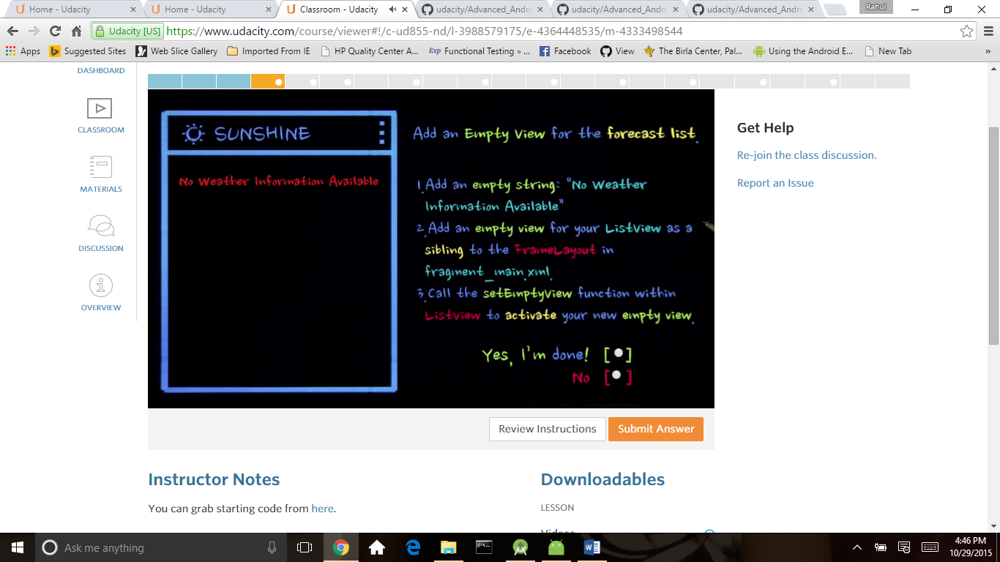 Home - Udacity
Home - Udacity
Classroom - Udacity
udacity/Advanced_Andro
udacity/Advanced_Andro
udacity/Advanced_Andro
Rahul
Udacity [US]
https://www.udacity.com/course/viewer#!/c-ud855-nd/l-3988579175/e-4364448535/m-4333498544
Apps
Suggested Sites
Web Slice Gallery
Imported From IE
HP Quality Center A...
Exp Functional Testing » ...
Facebook
View
The Birla Center, Pal...
Using the Android E...
New Tab
»
DASHBOARD
CLASSROOM
MATERIALS
DISCUSSION
OVERVIEW
SUNSHINE
No Weather Information Available
Add an Empty View for the forecast list.
1. Add an empty string: "No Weather
Information Available"
2. Add an empty view for your ListView as a
sibling to the FrameLayout in
fragment_main.xml.
3. Call the setEmptyView function within
ListView to activate your new empty view.
Yes, I'm done! [ ]
No [ ]
Review Instructions
Submit Answer
Get Help
Re-join the class discussion.
Report an Issue
Instructor Notes
You can grab starting code from here.
Downloadables
LESSON
Videos
Ask me anything
4:46 PM
10/29/2015